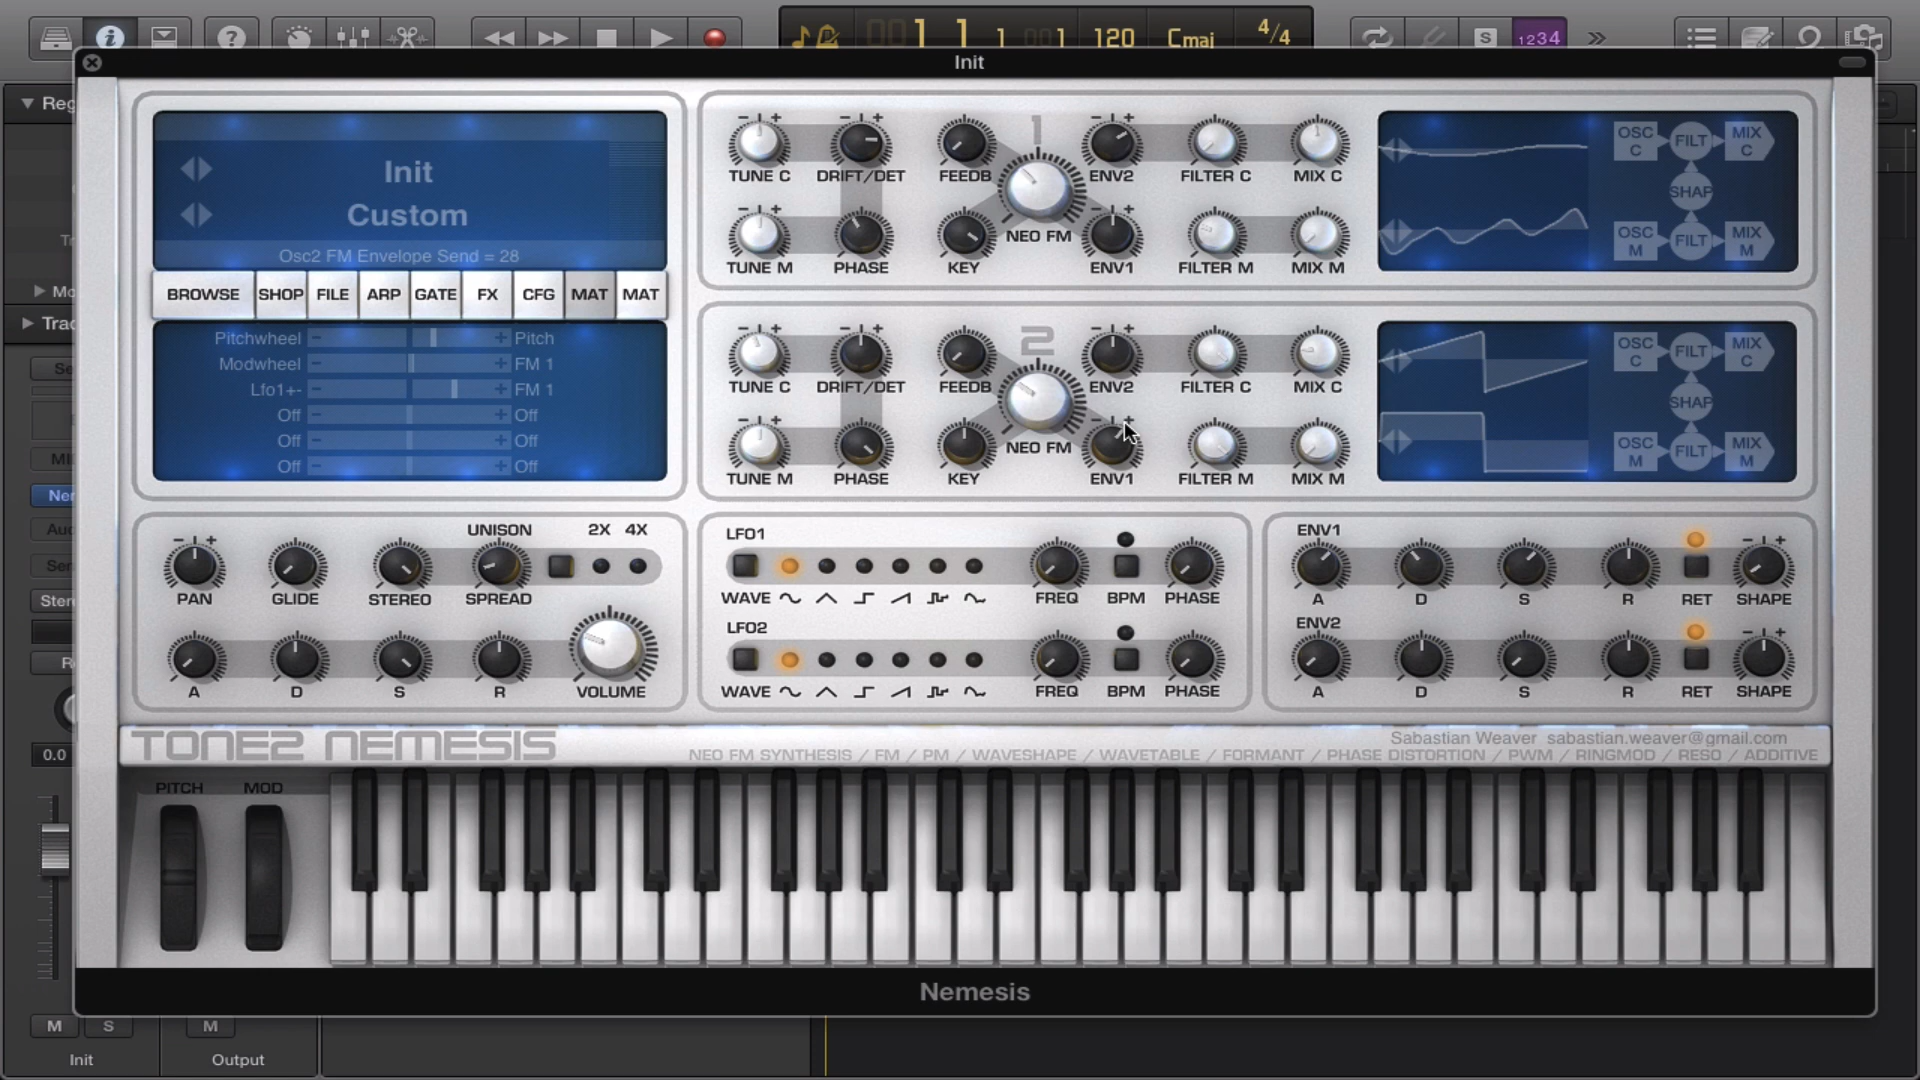 1 1 1 1 120 Cmaj 4/4
S 1234
Init
Init
Custom
Osc2 FM Envelope Send = 28
BROWSE SHOP FILE ARP GATE FX CFG MAT MAT
Pitchwheel - + Pitch
Modwheel - + FM 1
Lfo1+- - + FM 1
Off - + Off
Off - + Off
Off - + Off
1
TUNE C DRIFT/DET FEEDB ENV2 FILTER C MIX C
NEO FM
TUNE M PHASE KEY ENV1 FILTER M MIX M
OSC C FILT MIX C
SHAP
OSC M FILT MIX M
2
TUNE C DRIFT/DET FEEDB ENV2 FILTER C MIX C
NEO FM
TUNE M PHASE KEY ENV1 FILTER M MIX M
OSC C FILT MIX C
SHAP
OSC M FILT MIX M
UNISON 2X 4X
PAN GLIDE STEREO SPREAD
A D S R VOLUME
LFO1
WAVE FREQ BPM PHASE
LFO2
WAVE FREQ BPM PHASE
ENV1
A D S R RET SHAPE
ENV2
A D S R RET SHAPE
TONE2 NEMESIS
Sabastian Weaver sabastian.weaver@gmail.com
NEO FM SYNTHESIS / FM / PM / WAVESHAPE / WAVETABLE / FORMANT / PHASE DISTORTION / PWM / RINGMOD / RESO / ADDITIVE
PITCH MOD
Nemesis
0.0
M S M
Init Output